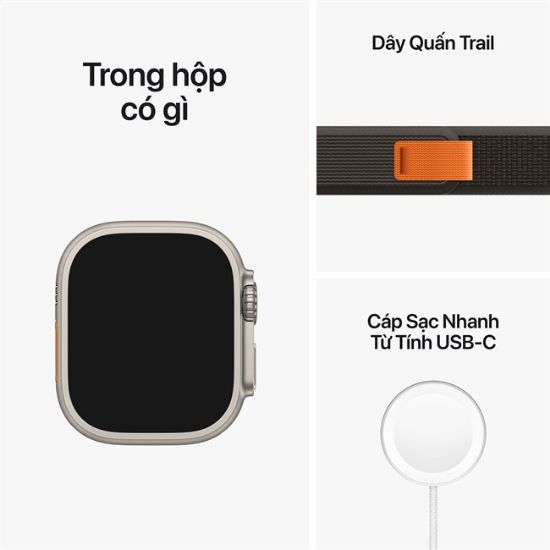 Trong hộp
có gì
Dây Quấn Trail
Cáp Sạc Nhanh
Từ Tính USB-C